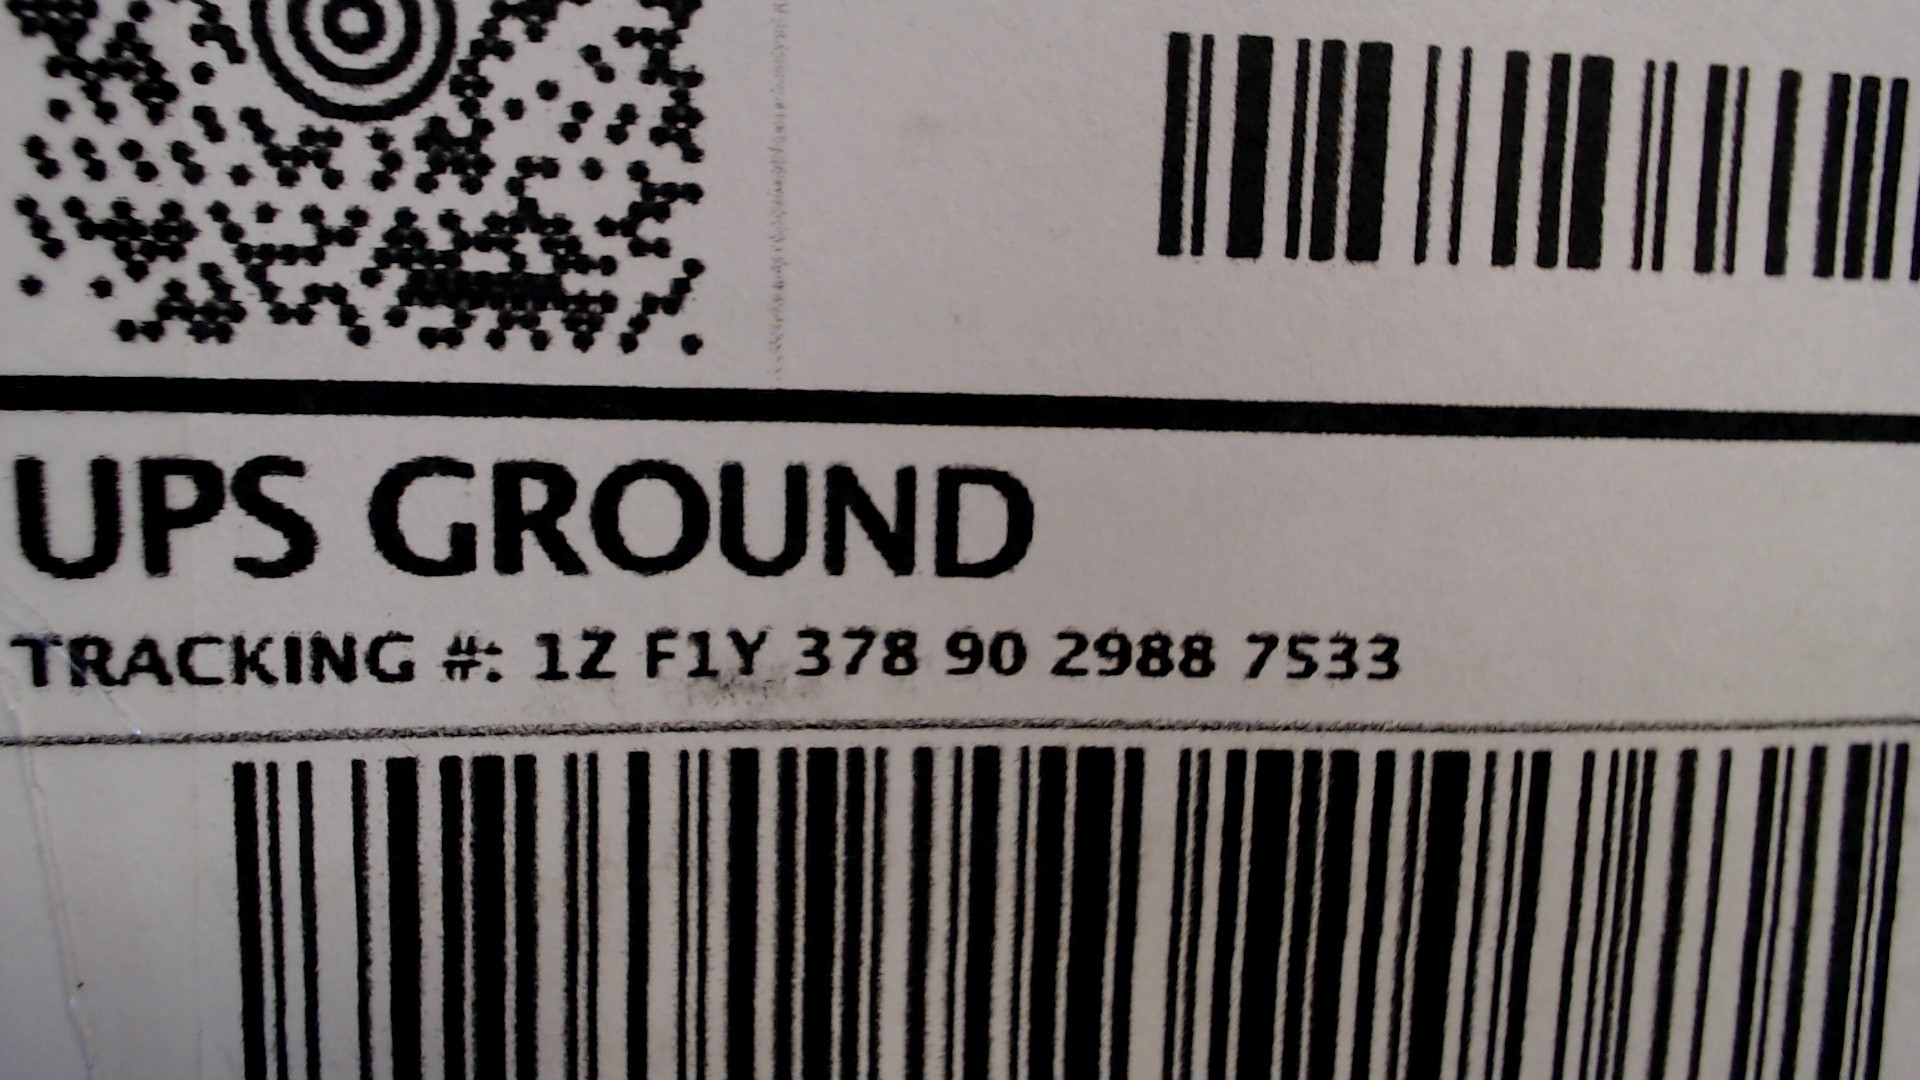 UPS GROUND
TRACKING #: 1Z F1Y 378 90 2988 7533